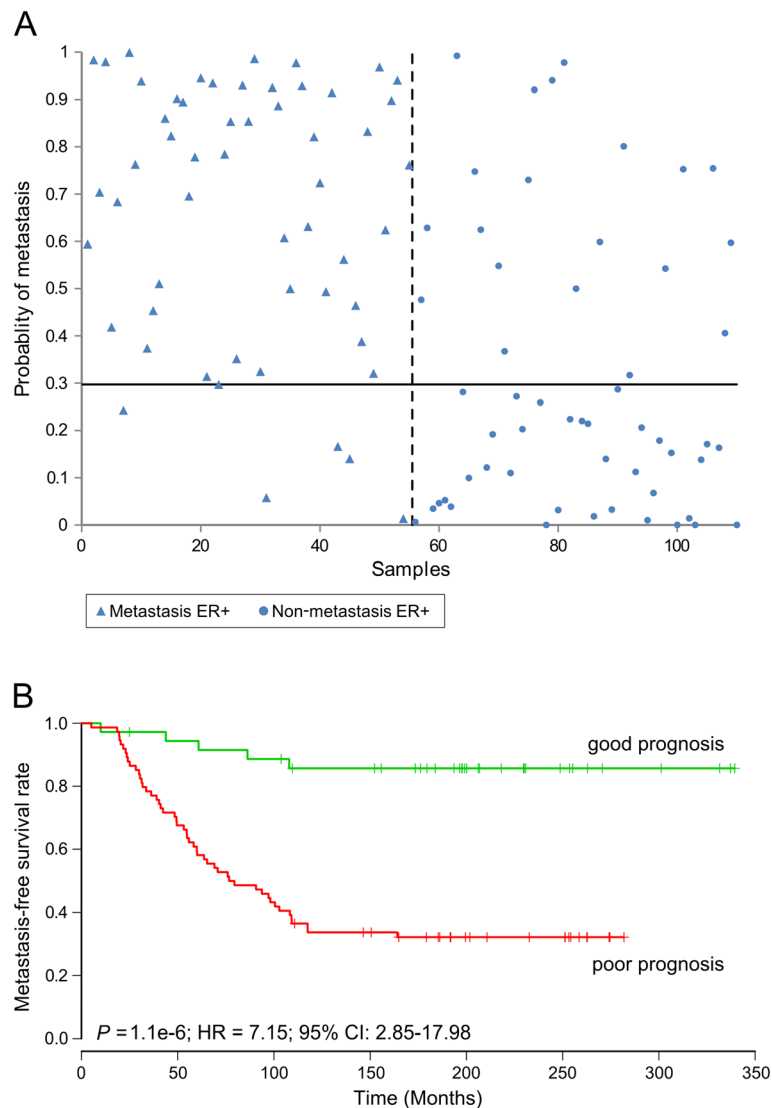 A
Probablity of metastasis
1
0.9
0.8
0.7
0.6
0.5
0.4
0.3
0.2
0.1
0
0 20 40 60 80 100
Samples
Metastasis ER+ Non-metastasis ER+
B
Metastasis-free survival rate
1.0
0.8
0.6
0.4
0.2
0.0
good prognosis
poor prognosis
P = 1.1e-6; HR = 7.15; 95% CI: 2.85-17.98
0 50 100 150 200 250 300 350
Time (Months)